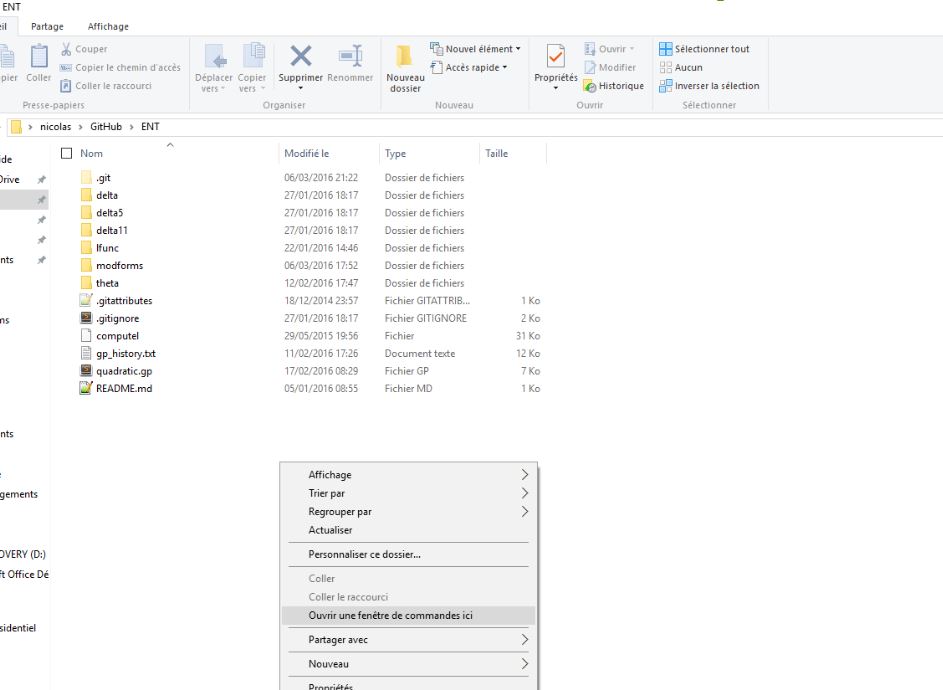 ENT
Partage Affichage
Couper
Copier le chemin d'accès
Coller le raccourci
Coller
Presse-papiers
Déplacer vers
Copier vers
Supprimer
Renommer
Organiser
Nouveau dossier
Nouvel élément
Accès rapide
Nouveau
Propriétés
Ouvrir
Modifier
Historique
Ouvrir
Sélectionner tout
Aucun
Inverser la sélection
Sélectionner
nicolas > GitHub > ENT
Nom Modifié le Type Taille
.git 06/03/2016 21:22 Dossier de fichiers
delta 27/01/2016 18:17 Dossier de fichiers
delta5 27/01/2016 18:17 Dossier de fichiers
delta11 27/01/2016 18:17 Dossier de fichiers
lfunc 22/01/2016 14:46 Dossier de fichiers
modforms 06/03/2016 17:52 Dossier de fichiers
theta 12/02/2016 17:47 Dossier de fichiers
.gitattributes 18/12/2014 23:57 Fichier GITATTRIB... 1 Ko
.gitignore 27/01/2016 18:17 Fichier GITIGNORE 2 Ko
computel 29/05/2015 19:56 Fichier 31 Ko
gp_history.txt 11/02/2016 17:26 Document texte 12 Ko
quadratic.gp 17/02/2016 08:29 Fichier GP 7 Ko
README.md 05/01/2016 08:55 Fichier MD 1 Ko
OVERY (D:)
ft Office Dé
Affichage
Trier par
Regrouper par
Actualiser
Personnaliser ce dossier...
Coller
Coller le raccourci
Ouvrir une fenêtre de commandes ici
Partager avec
Nouveau
Propriétés